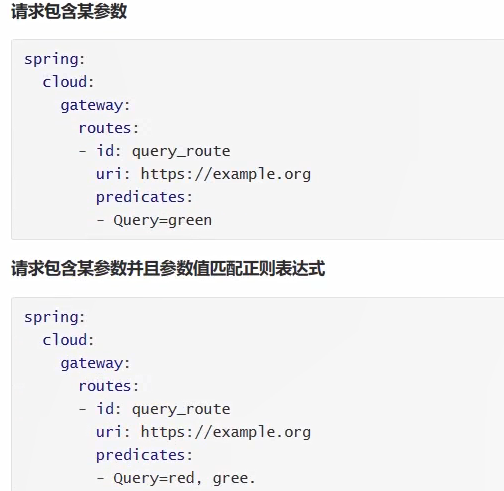 请求包含某参数
spring:
  cloud:
    gateway:
      routes:
      - id: query_route
        uri: https://example.org
        predicates:
        - Query=green
请求包含某参数并且参数值匹配正则表达式
spring:
  cloud:
    gateway:
      routes:
      - id: query_route
        uri: https://example.org
        predicates:
        - Query=red, gree.